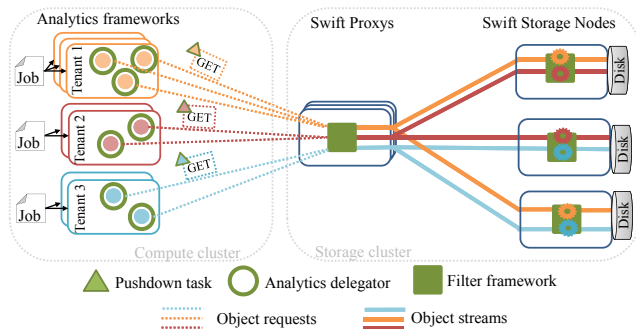 Analytics frameworks
Swift Proxys
Swift Storage Nodes
Job
Tenant 1
GET
Disk
Job
Tenant 2
GET
Disk
Job
Tenant 3
GET
Disk
Compute cluster
Storage cluster
Pushdown task
Analytics delegator
Filter framework
Object requests
Object streams